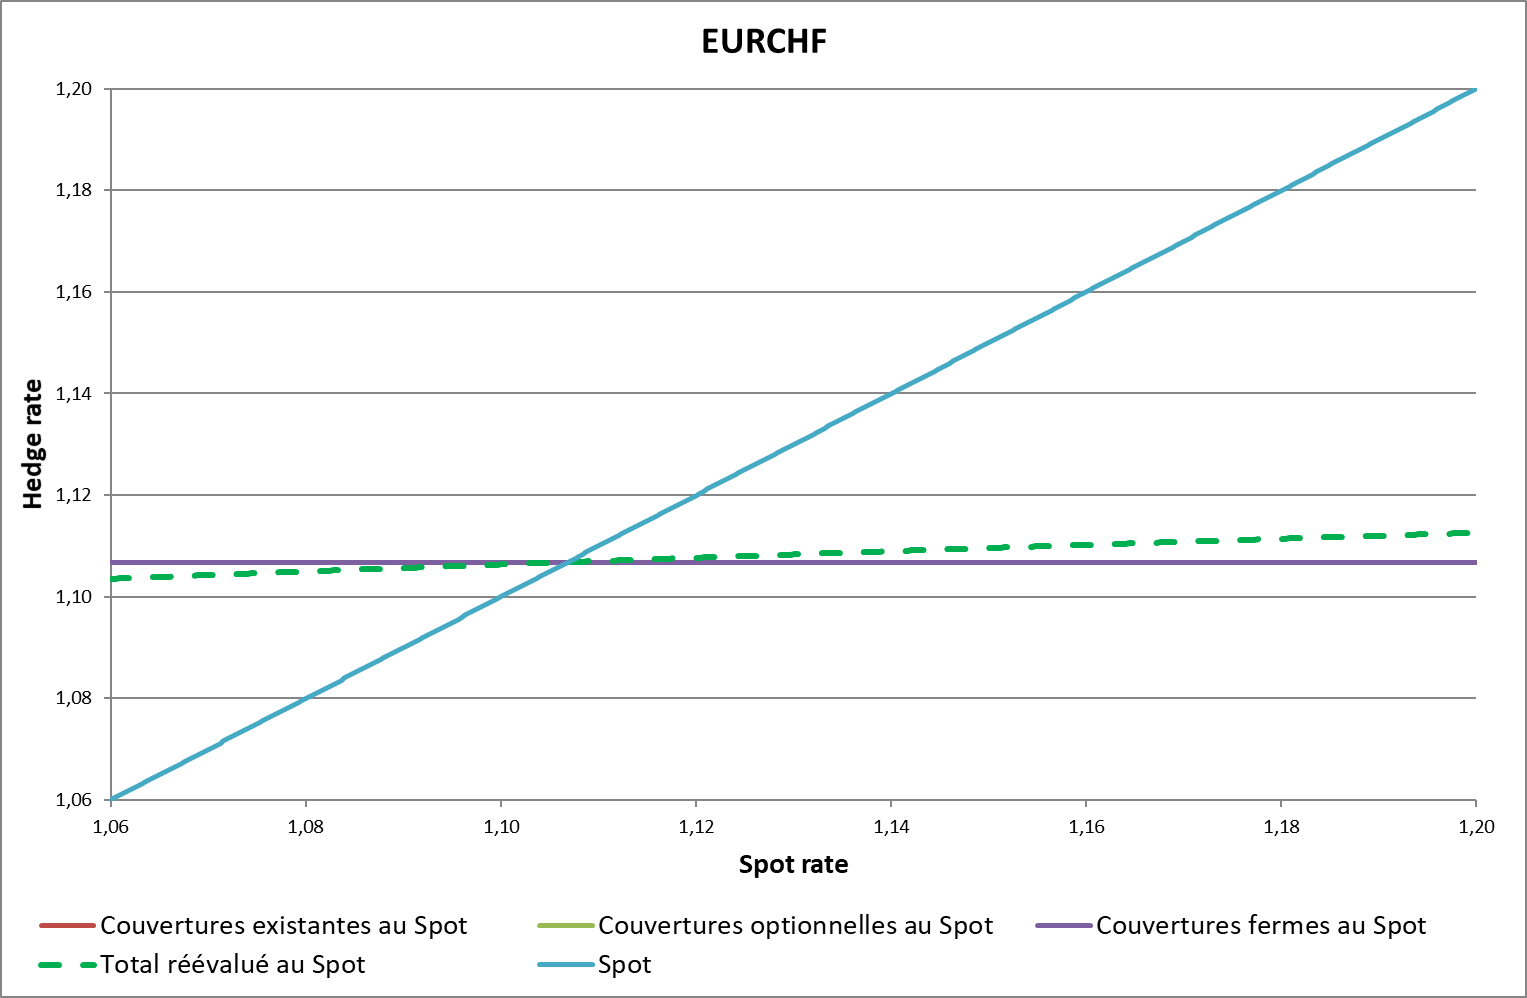 EURCHF
1,20
1,18
1,16
1,14
1,12
1,10
1,08
1,06
Hedge rate
1,06 1,08 1,10 1,12 1,14 1,16 1,18 1,20
Spot rate
Couvertures existantes au Spot Couvertures optionnelles au Spot Couvertures fermes au Spot
Total réévalué au Spot Spot